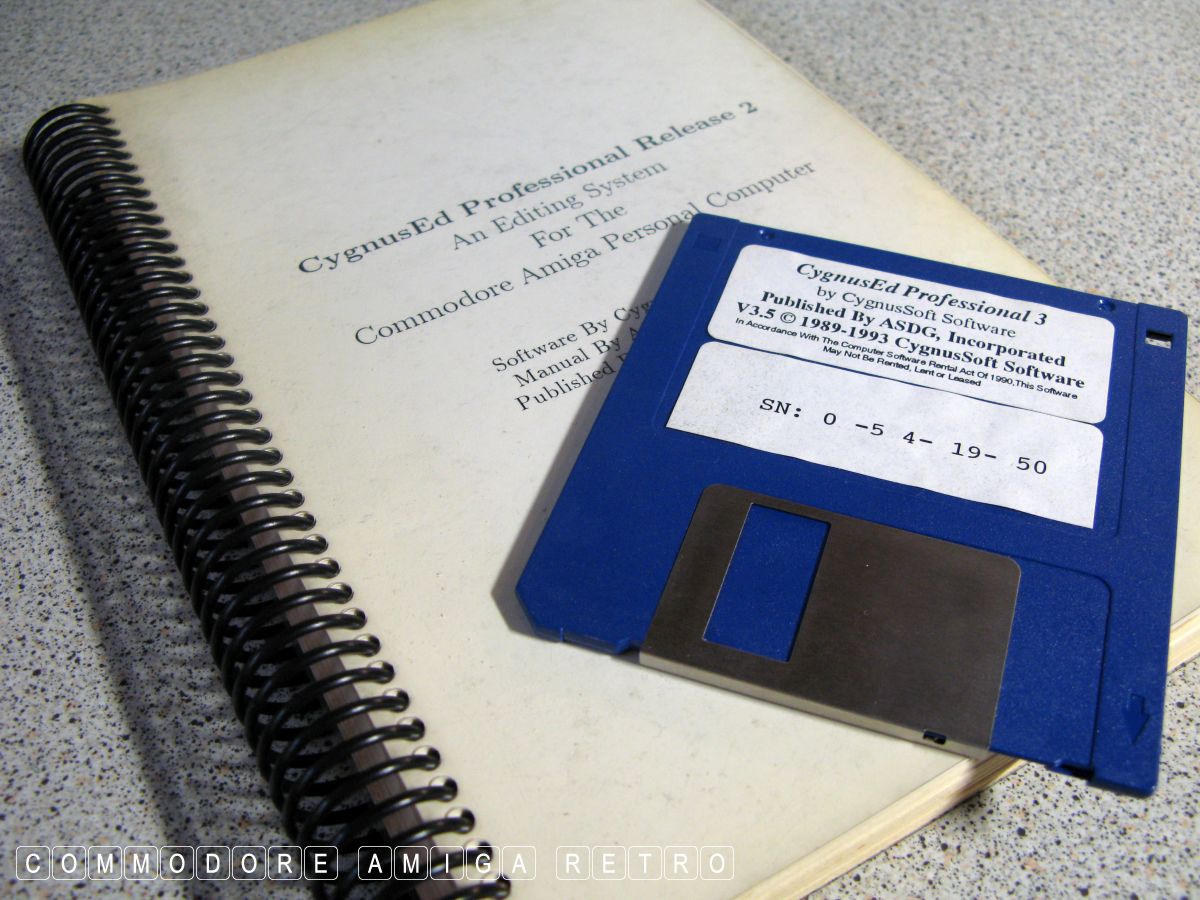 CygnusEd Professional Release 2
An Editing System
For The
Commodore Amiga Personal Computer
Software By
Manual By
Published
CygnusEd Professional 3
by CygnusSoft Software
Published By ASDG, Incorporated
V3.5 © 1989-1993 CygnusSoft Software
In Accordance With The Computer Software Rental Act Of 1990,This Software
May Not Be Rented, Lent or Leased
SN: 0 -5 4- 19- 50
COMMODORE AMIGA RETRO